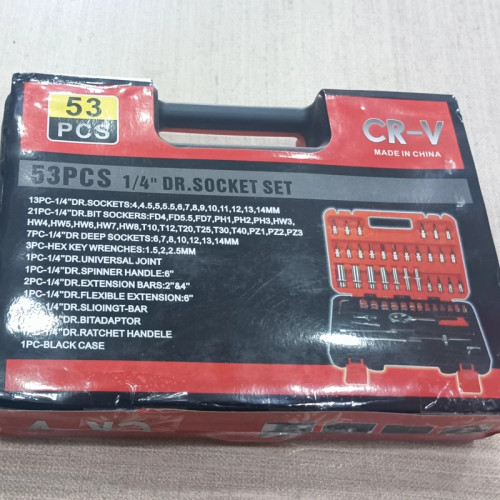 53
PCS
CR-V
MADE IN CHINA
53PCS 1/4" DR.SOCKET SET
13PC-1/4"DR.SOCKETS:4,4.5,5,5.5,6,7,8,9,10,11,12,13,14MM
21PC-1/4"DR.BIT SOCKERS:FD4,FD5.5,FD7,PH1,PH2,PH3,HW3,
HW4,HW5,HW6,HW7,HW8,T10,T12,T20,T25,T30,T40,PZ1,PZ2,PZ3
7PC-1/4"DR DEEP SOCKETS:6,7,8,10,12,13,14MM
3PC-HEX KEY WRENCHES:1.5,2,2.5MM
1PC-1/4"DR.UNIVERSAL JOINT
1PC-1/4"DR.SPINNER HANDLE:6"
2PC-1/4"DR.EXTENSION BARS:2"&4"
1PC-1/4"DR.FLEXIBLE EXTENSION:6"
PC-1/4"DR.SLIOINGT-BAR
PC-1/4"DR.BITADAPTOR
1PC-1/4"DR.RATCHET HANDELE
1PC-BLACK CASE